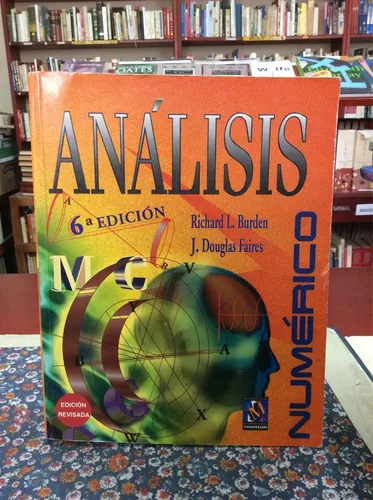 ANÁLISIS
6ª EDICIÓN
Richard L. Burden
J. Douglas Faires
NUMÉRICO
M C
V
A
B
C
W
X
EDICIÓN
REVISADA
THOMSON